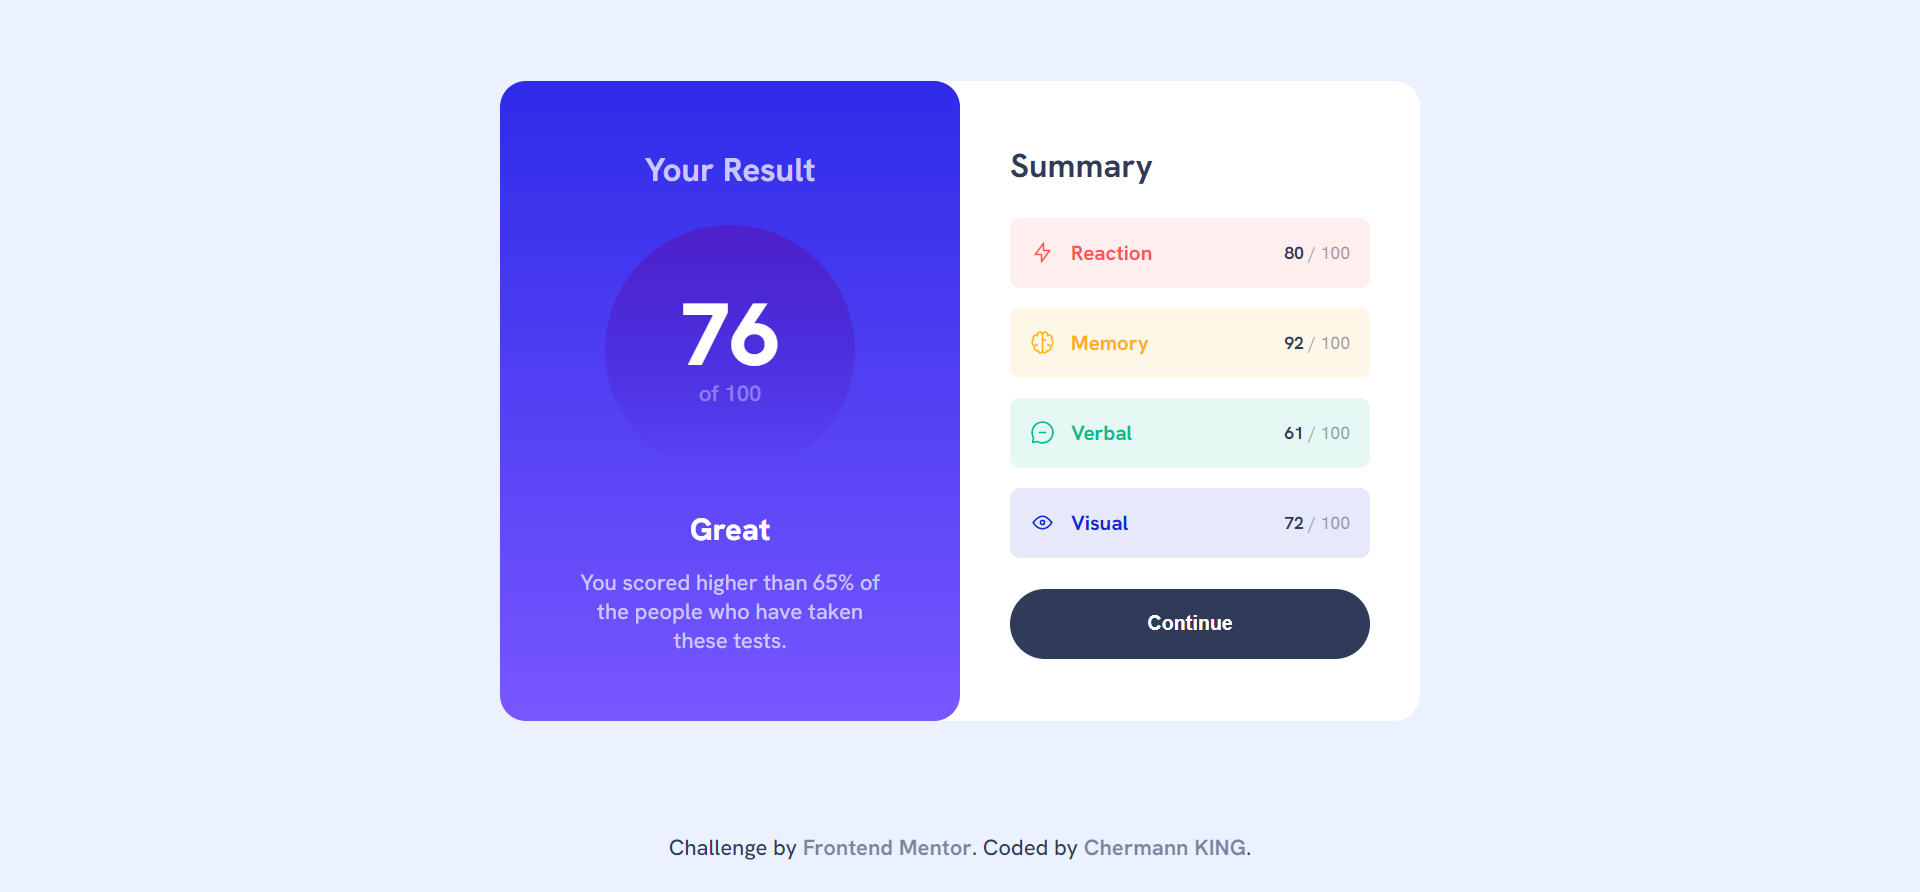 Your Result
76
of 100
Great
You scored higher than 65% of
the people who have taken
these tests.
Summary
Reaction 80 / 100
Memory 92 / 100
Verbal 61 / 100
Visual 72 / 100
Continue
Challenge by Frontend Mentor. Coded by Chermann KING.